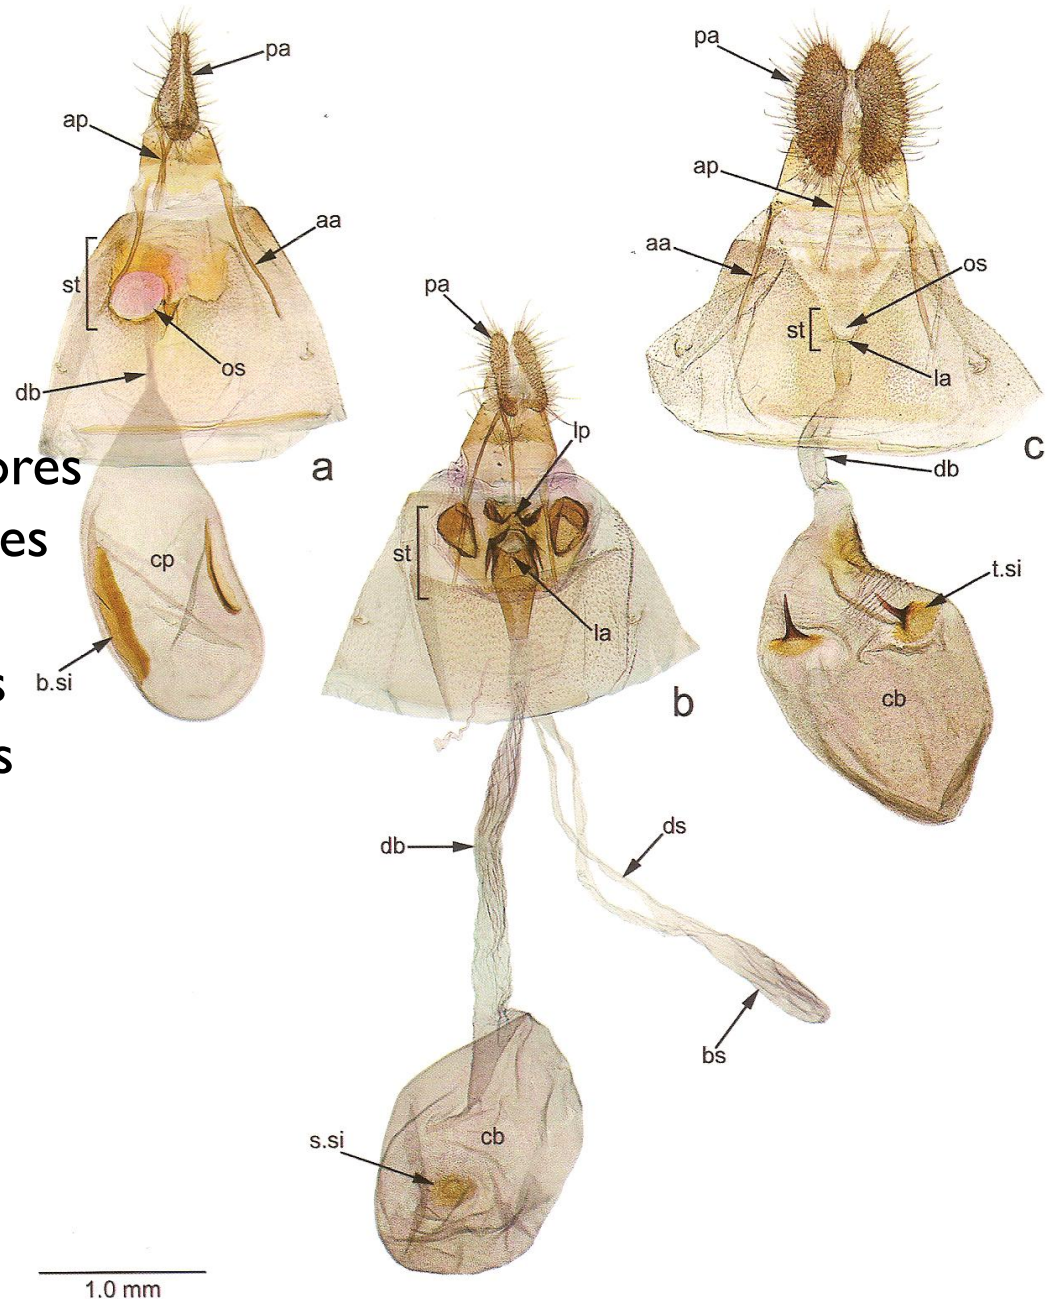 pa
ap
aa
st
os
db
a
cp
b.si
pa
lp
st
la
b
db
ds
bs
cb
s.si
pa
ap
aa
os
st
la
c
db
t.si
cb
ores
es
s
s
1.0 mm